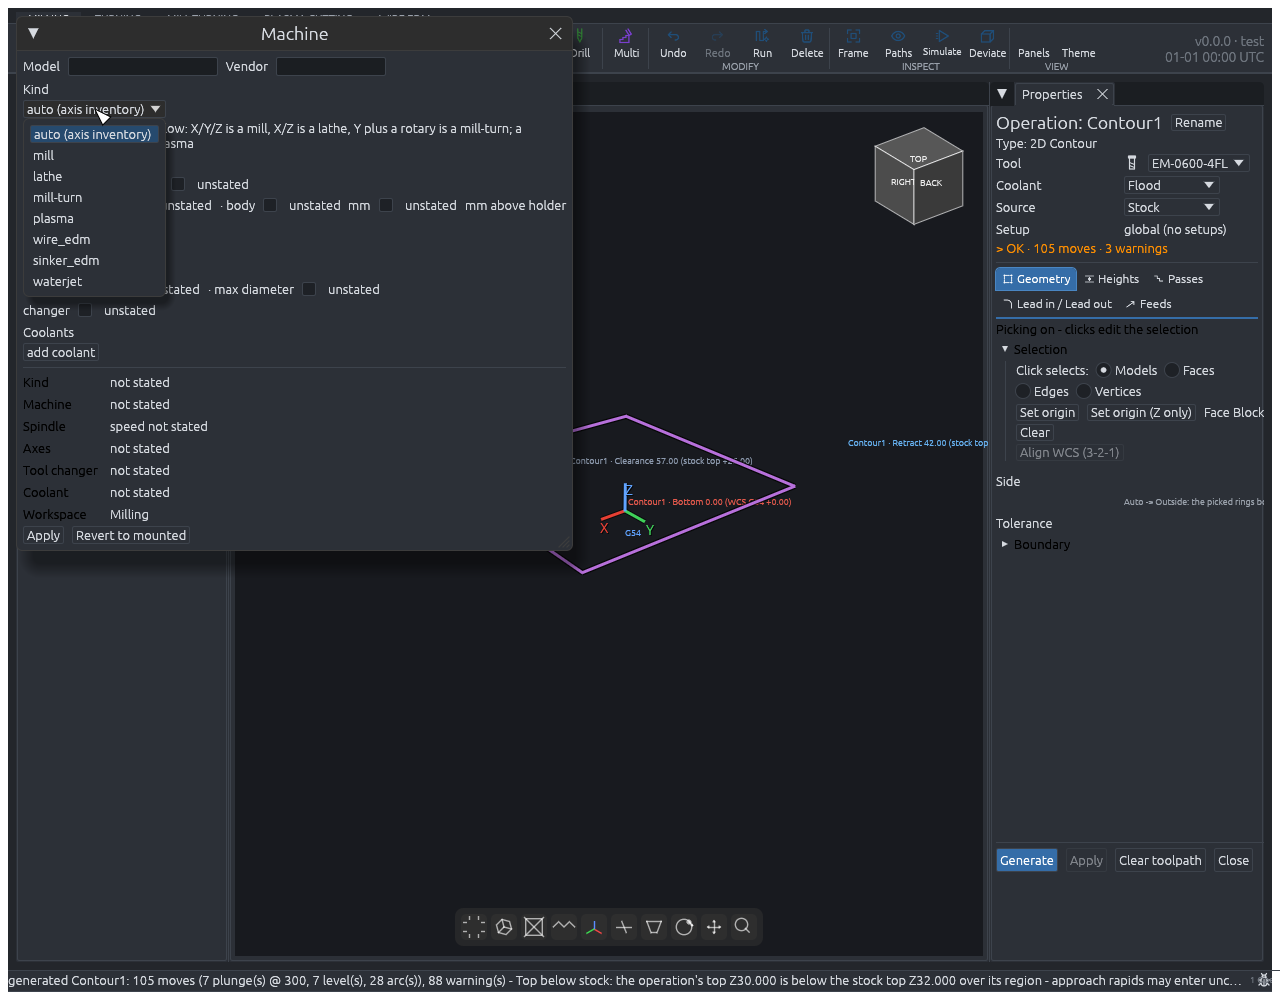 Machine
Model
Vendor
Kind
auto (axis inventory)
auto (axis inventory)
mill
lathe
mill-turn
plasma
wire_edm
sinker_edm
waterjet
X/Y/Z is a mill, X/Z is a lathe, Y plus a rotary is a mill-turn; a
unstated
· body unstated mm unstated mm above holder
· max diameter unstated
changer unstated
Coolants
add coolant
Kind not stated
Machine not stated
Spindle speed not stated
Axes not stated
Tool changer not stated
Coolant not stated
Workspace Milling
Apply Revert to mounted
Multi Undo Redo Run Delete Frame Paths Simulate Deviate Panels Theme
MODIFY INSPECT VIEW
v0.0.0 · test
01-01 00:00 UTC
TOP
RIGHT BACK
Contour1 · Retract 42.00 (stock top
Contour1 · Clearance 57.00 (stock top
Contour1 · Bottom 0.00 (WCS
Z
X
Y
G54
Properties
Operation: Contour1 Rename
Type: 2D Contour
Tool EM-0600-4FL
Coolant Flood
Source Stock
Setup global (no setups)
> OK · 105 moves · 3 warnings
Geometry Heights Passes
Lead in / Lead out Feeds
Picking on - clicks edit the selection
Selection
Click selects: Models Faces
Edges Vertices
Set origin Set origin (Z only) Face Block
Clear
Align WCS (3-2-1)
Side
Auto -> Outside: the picked rings
Tolerance
Boundary
Generate Apply Clear toolpath Close
generated Contour1: 105 moves (7 plunge(s) @ 300, 7 level(s), 28 arc(s)), 88 warning(s) - Top below stock: the operation's top Z30.000 is below the stock top Z32.000 over its region - approach rapids may enter unc...